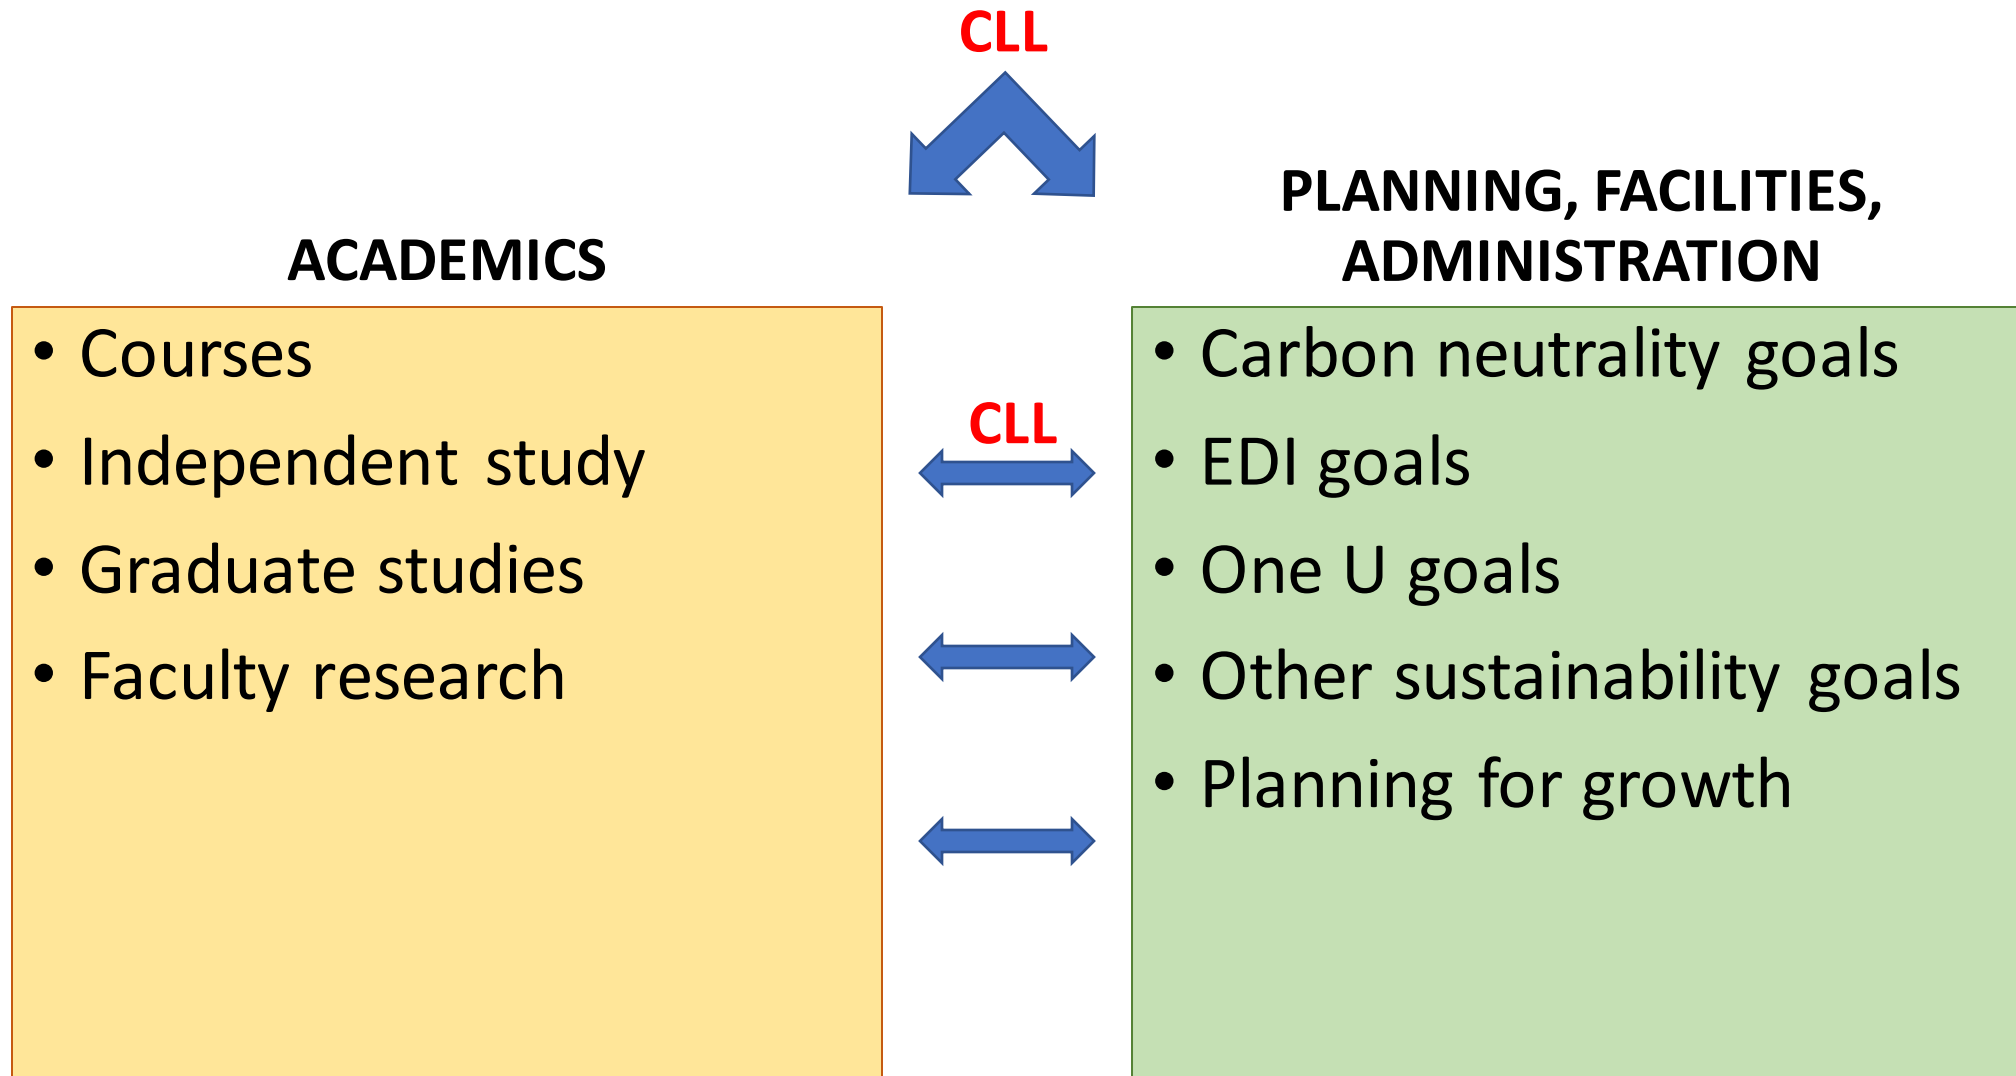 CLL
ACADEMICS
• Courses
• Independent study
• Graduate studies
• Faculty research
CLL
PLANNING, FACILITIES,
ADMINISTRATION
• Carbon neutrality goals
• EDI goals
• One U goals
• Other sustainability goals
• Planning for growth